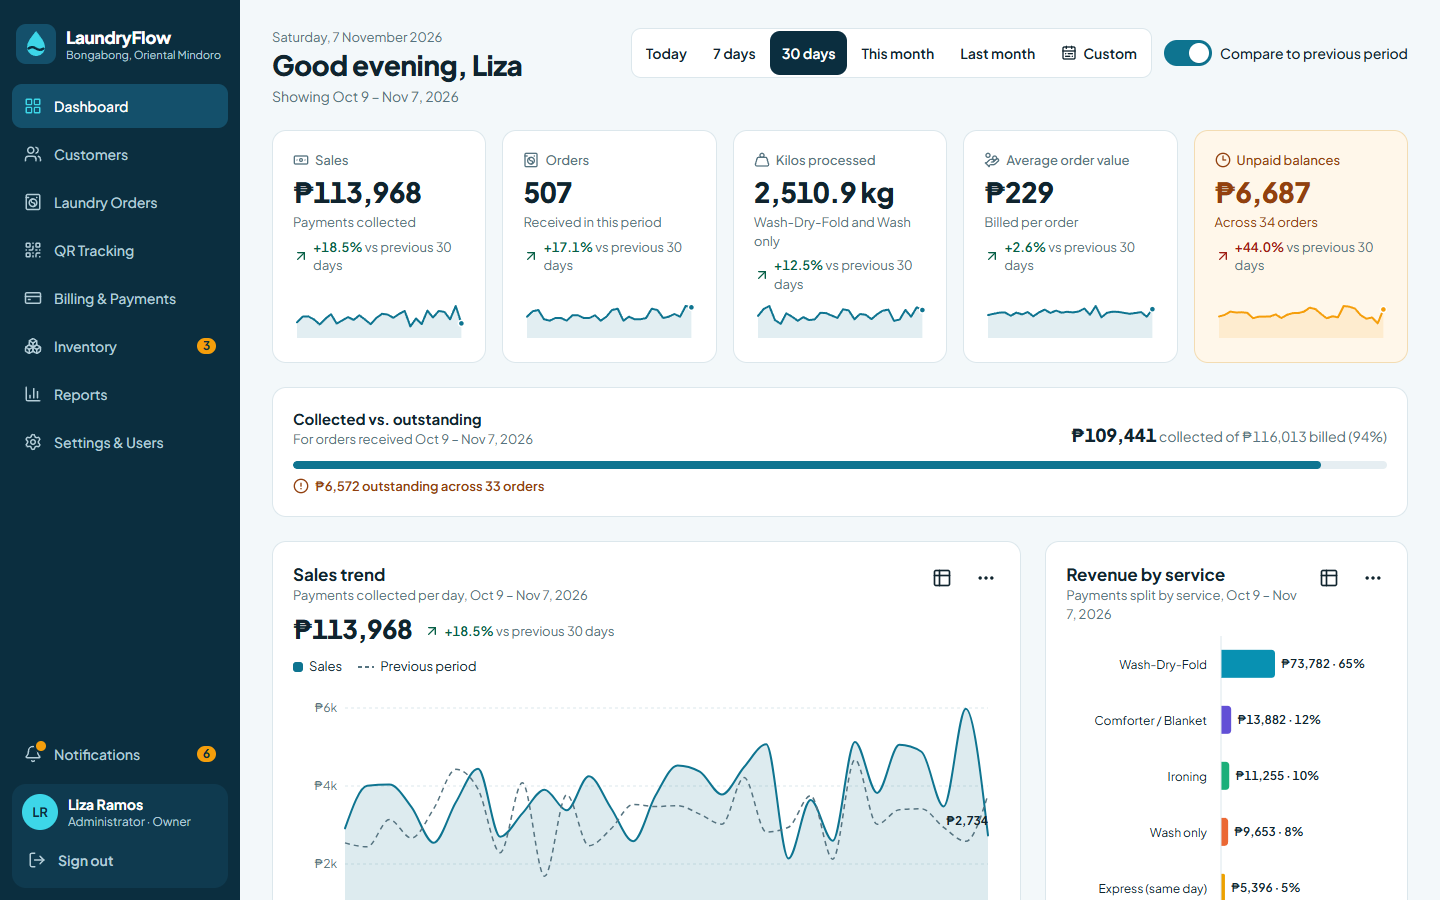 LaundryFlow
Bongabong, Oriental Mindoro
Dashboard
Customers
Laundry Orders
QR Tracking
Billing & Payments
Inventory 3
Reports
Settings & Users
Notifications 6
LR Liza Ramos
Administrator · Owner
Sign out
Saturday, 7 November 2026
Good evening, Liza
Showing Oct 9 – Nov 7, 2026
Today 7 days 30 days This month Last month Custom
Compare to previous period
Sales
₱113,968
Payments collected
+18.5% vs previous 30
days
Orders
507
Received in this period
+17.1% vs previous 30
days
Kilos processed
2,510.9 kg
Wash-Dry-Fold and Wash
only
+12.5% vs previous 30
days
Average order value
₱229
Billed per order
+2.6% vs previous 30
days
Unpaid balances
₱6,687
Across 34 orders
+44.0% vs previous 30
days
Collected vs. outstanding
For orders received Oct 9 – Nov 7, 2026
₱109,441 collected of ₱116,013 billed (94%)
₱6,572 outstanding across 33 orders
Sales trend
Payments collected per day, Oct 9 – Nov 7, 2026
₱113,968 +18.5% vs previous 30 days
Sales Previous period
₱6k
₱4k
₱2k
₱2,734
Revenue by service
Payments split by service, Oct 9 – Nov
7, 2026
Wash-Dry-Fold ₱73,782 · 65%
Comforter / Blanket ₱13,882 · 12%
Ironing ₱11,255 · 10%
Wash only ₱9,653 · 8%
Express (same day) ₱5,396 · 5%